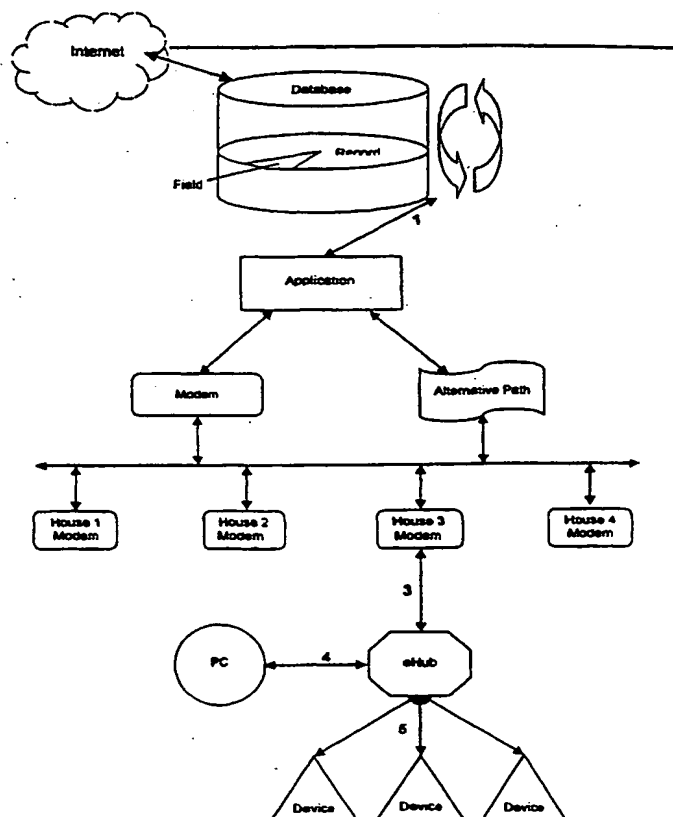 Internet
Database
Record
Field
1
Application
Modem
Alternative Path
House 1
Modem
House 2
Modem
House 3
Modem
House 4
Modem
3
PC
4
eHub
5
Device
Device
Device